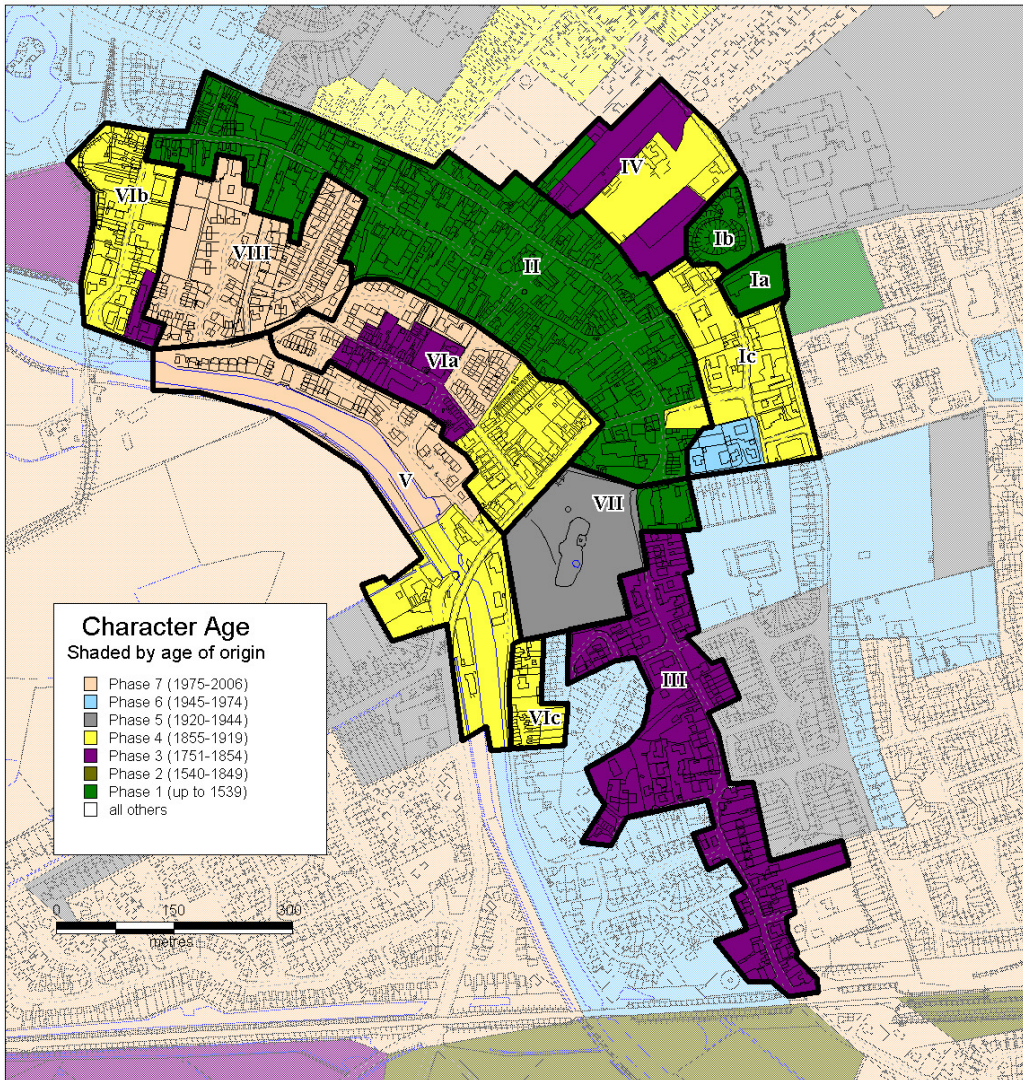 IV
VIb
Ib
VIII
II
Ia
VIa
Ic
V
VII
III
VIc
Character Age
Shaded by age of origin
Phase 7 (1975-2006)
Phase 6 (1945-1974)
Phase 5 (1920-1944)
Phase 4 (1855-1919)
Phase 3 (1751-1854)
Phase 2 (1540-1849)
Phase 1 (up to 1539)
all others
0 150 300
metres